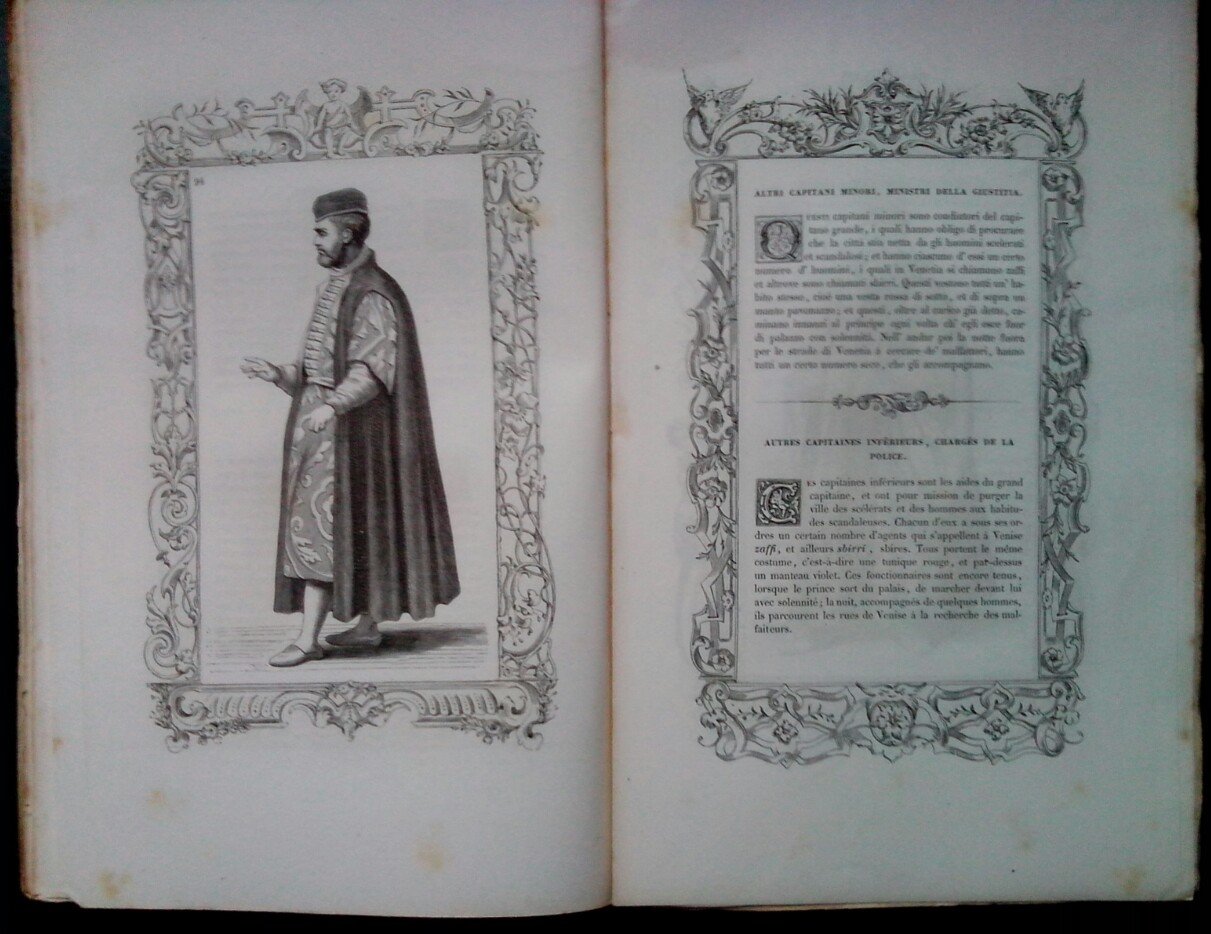 94
ALTRI CAPITANI MINORI, MINISTRI DELLA GIUSTITIA.
QUESTI capitani minori sono coadiutori del capi-
tano grande, i quali hanno obligo di procurare
che la città stia netta da gli huomini scelerati
et scandalosi; et hanno ciascuno d' essi un certo
numero d' huomini, i quali in Venetia si chiamano zaffi
et altrove sono chiamati sbirri. Questi vestono tutti un' ha-
bito stesso, cioè una vesta rossa di sotto, et di sopra un
manto pavonazzo; et questi, oltre al carico già detto, ca-
minano innanzi al principe ogni volta ch' egli esce fuor
di palazzo con solennità. Nell' andar poi la notte fuora
per le strade di Venetia à cercare de' malfattori, hanno
tutti un certo numero seco, che gli accompagnano.
AUTRES CAPITAINES INFÉRIEURS, CHARGÉS DE LA
POLICE.
CES capitaines inférieurs sont les aides du grand
capitaine, et ont pour mission de purger la
ville des scélérats et des hommes aux habitu-
des scandaleuses. Chacun d'eux a sous ses or-
dres un certain nombre d'agents qui s'appellent à Venise
zaffi, et ailleurs sbirri, sbires. Tous portent le même
costume, c'est-à-dire une tunique rouge, et par-dessus
un manteau violet. Ces fonctionnaires sont encore tenus,
lorsque le prince sort du palais, de marcher devant lui
avec solennité; la nuit, accompagnés de quelques hommes,
ils parcourent les rues de Venise à la recherche des mal-
faiteurs.